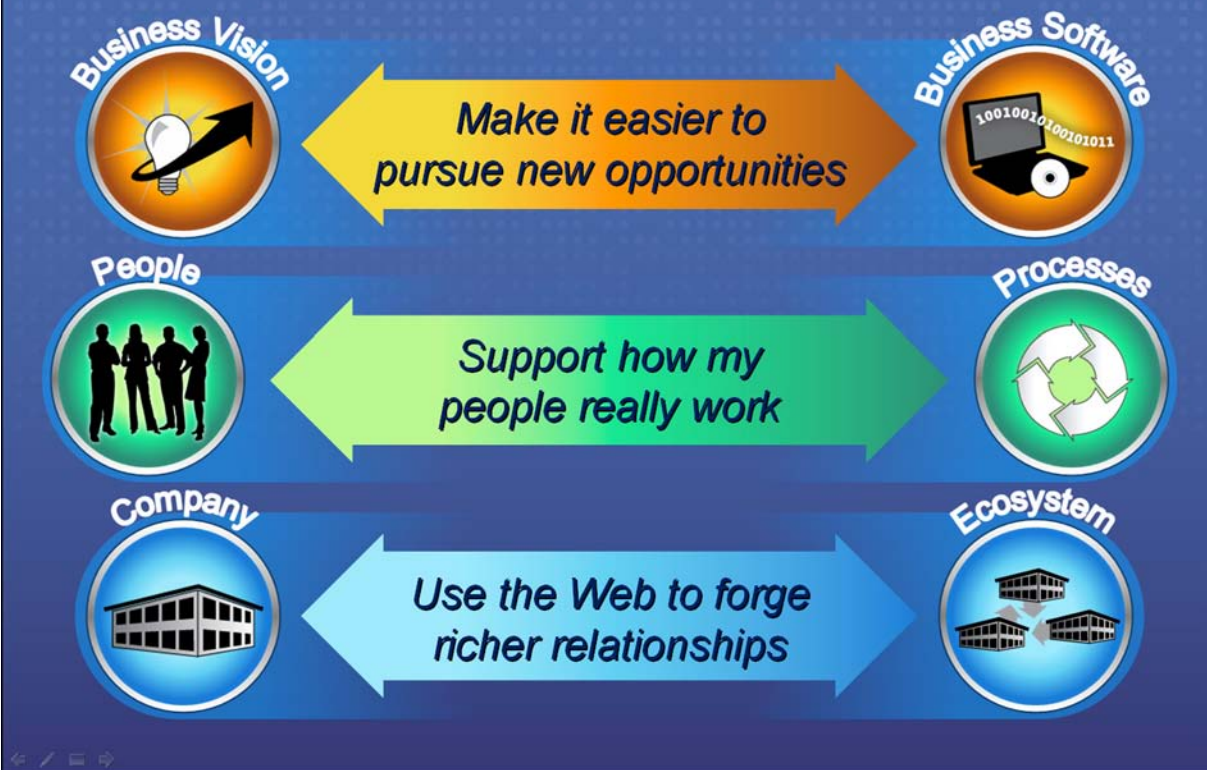 Business Vision
Make it easier to
pursue new opportunities
Business Software
10010010100101011
People
Support how my
people really work
Processes
Company
Use the Web to forge
richer relationships
Ecosystem